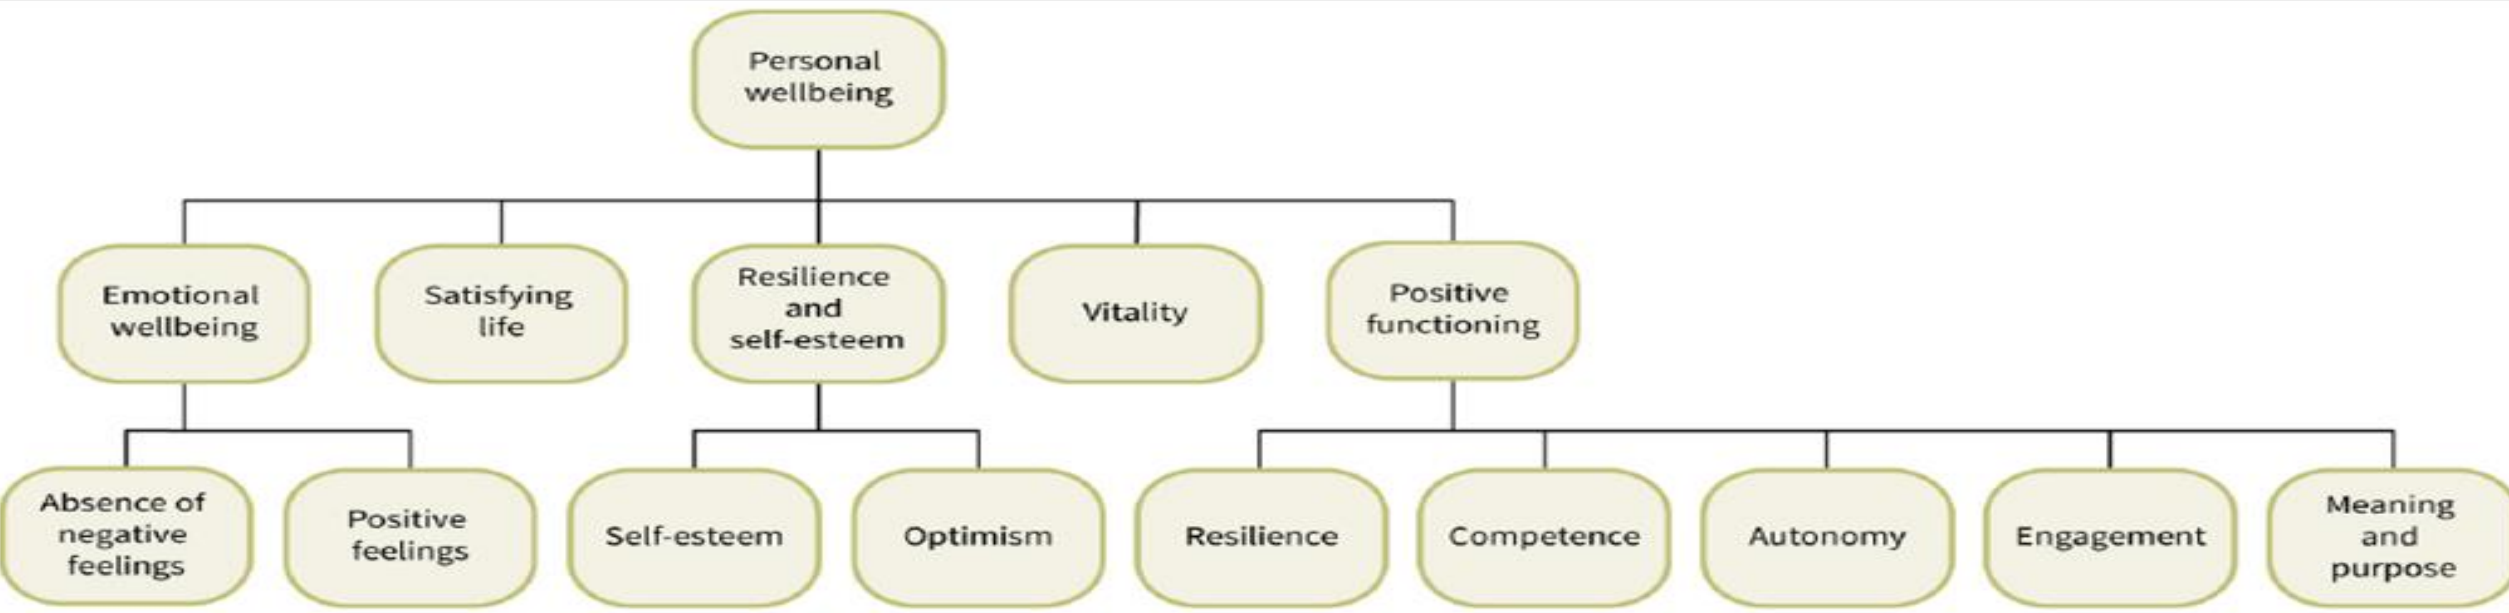 Personal
wellbeing
Emotional
wellbeing
Satisfying
life
Resilience
and
self-esteem
Vitality
Positive
functioning
Absence of
negative
feelings
Positive
feelings
Self-esteem
Optimism
Resilience
Competence
Autonomy
Engagement
Meaning
and
purpose